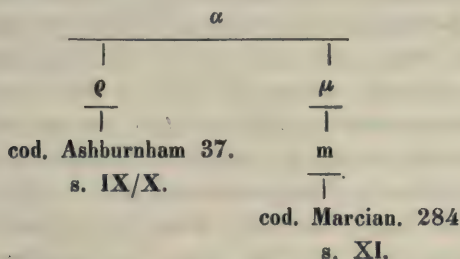 α
ϱ μ
cod. Ashburnham 37. m
s. IX/X.
cod. Marcian. 284
s. XI.